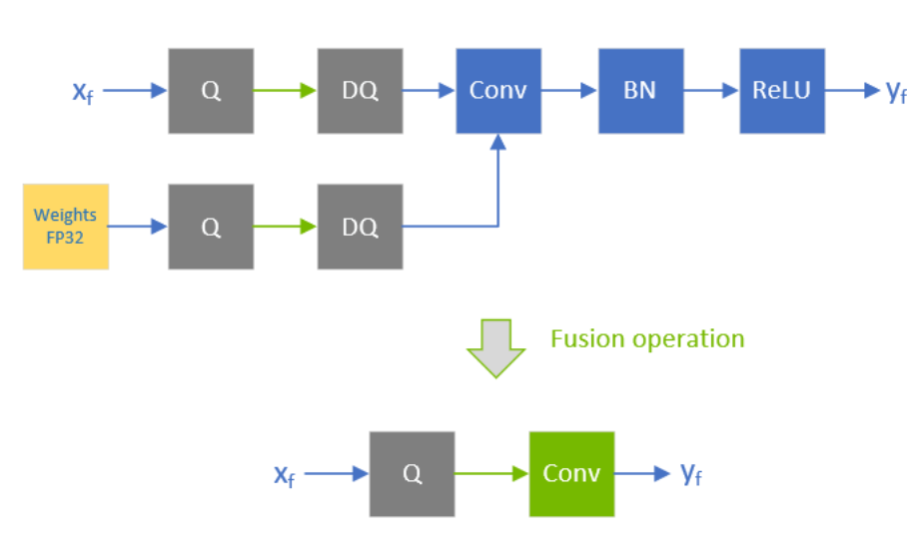 x_f
Q
DQ
Conv
BN
ReLU
y_f
Weights
FP32
Q
DQ
Fusion operation
x_f
Q
Conv
y_f